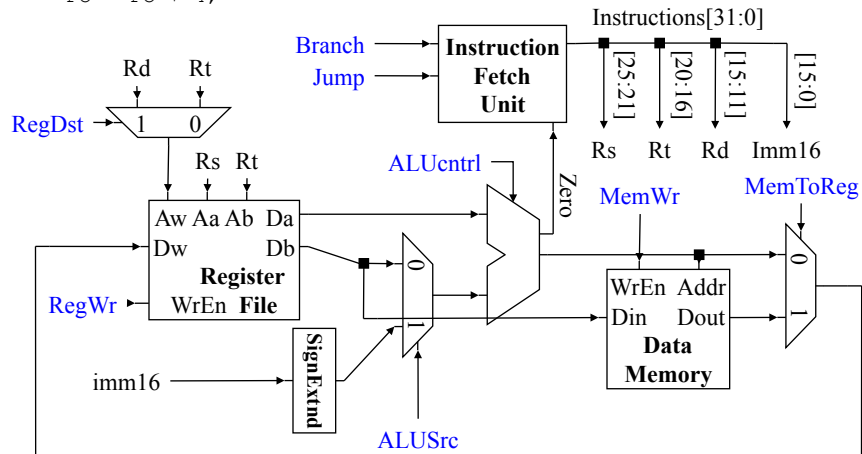 Instructions[31:0]
Branch
Jump
Instruction
Fetch
Unit
[25:21]
[20:16]
[15:11]
[15:0]
Rs
Rt
Rd
Imm16
Rd
Rt
RegDst
1
0
Rs
Rt
ALUcntrl
Zero
MemWr
MemToReg
Aw Aa Ab Da
Dw
Db
Register
WrEn File
RegWr
0
1
WrEn Addr
Din Dout
Data
Memory
0
1
SignExtnd
imm16
ALUSrc